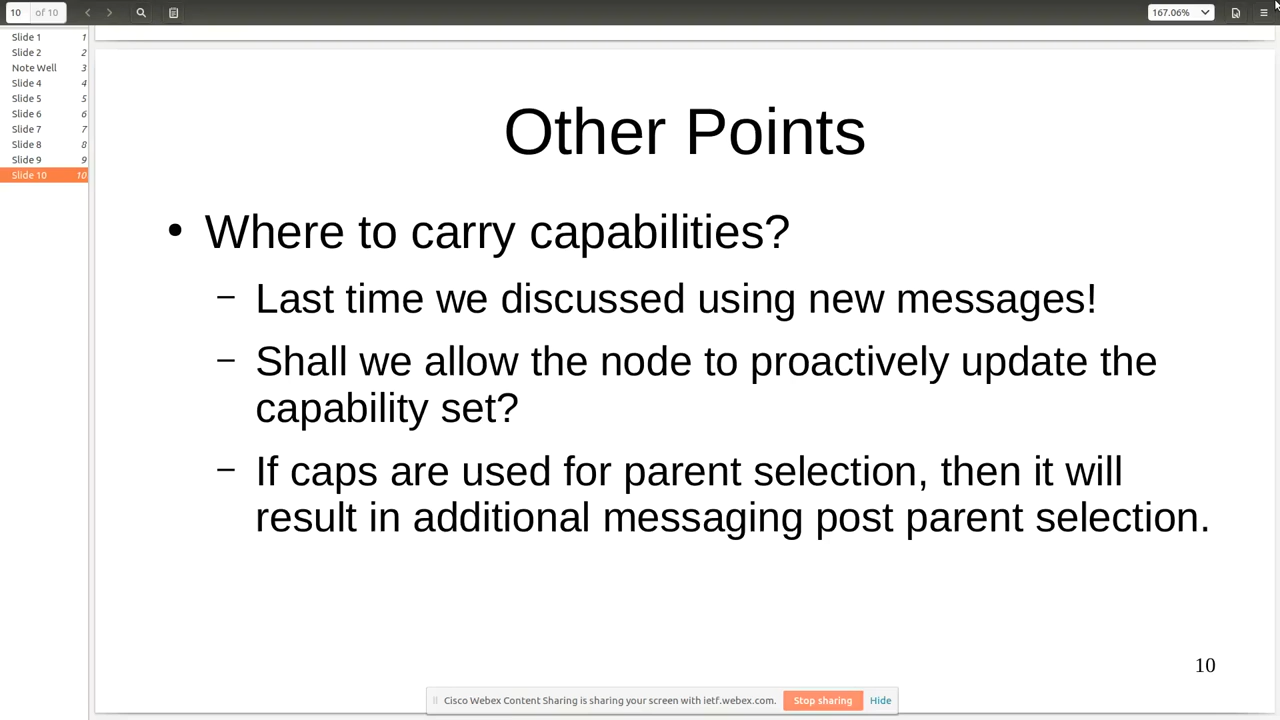 10 of 10
167.06%
Slide 1 1
Slide 2 2
Note Well 3
Slide 4 4
Slide 5 5
Slide 6 6
Slide 7 7
Slide 8 8
Slide 9 9
Slide 10 10
Other Points
• Where to carry capabilities?
– Last time we discussed using new messages!
– Shall we allow the node to proactively update the
capability set?
– If caps are used for parent selection, then it will
result in additional messaging post parent selection.
10
Cisco Webex Content Sharing is sharing your screen with ietf.webex.com. Stop sharing Hide